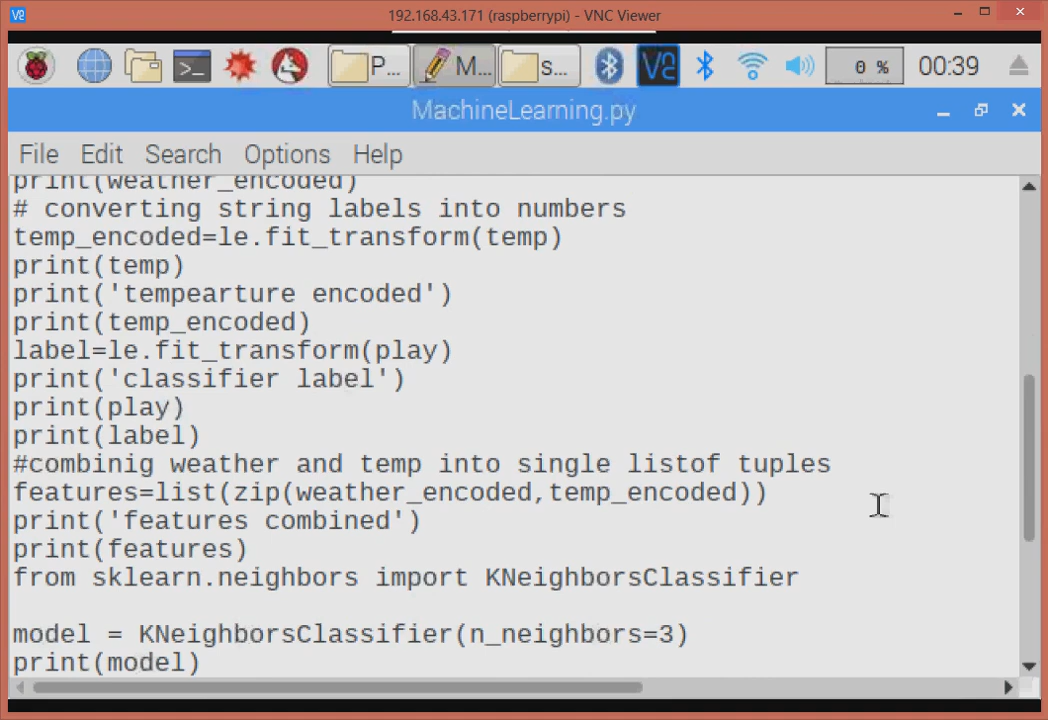 192.168.43.171 (raspberrypi) - VNC Viewer
P... M... s... 0 % 00:39
MachineLearning.py
File Edit Search Options Help
print(weather_encoded)
# converting string labels into numbers
temp_encoded=le.fit_transform(temp)
print(temp)
print('tempearture encoded')
print(temp_encoded)
label=le.fit_transform(play)
print('classifier label')
print(play)
print(label)
#combinig weather and temp into single listof tuples
features=list(zip(weather_encoded,temp_encoded))
print('features combined')
print(features)
from sklearn.neighbors import KNeighborsClassifier
model = KNeighborsClassifier(n_neighbors=3)
print(model)